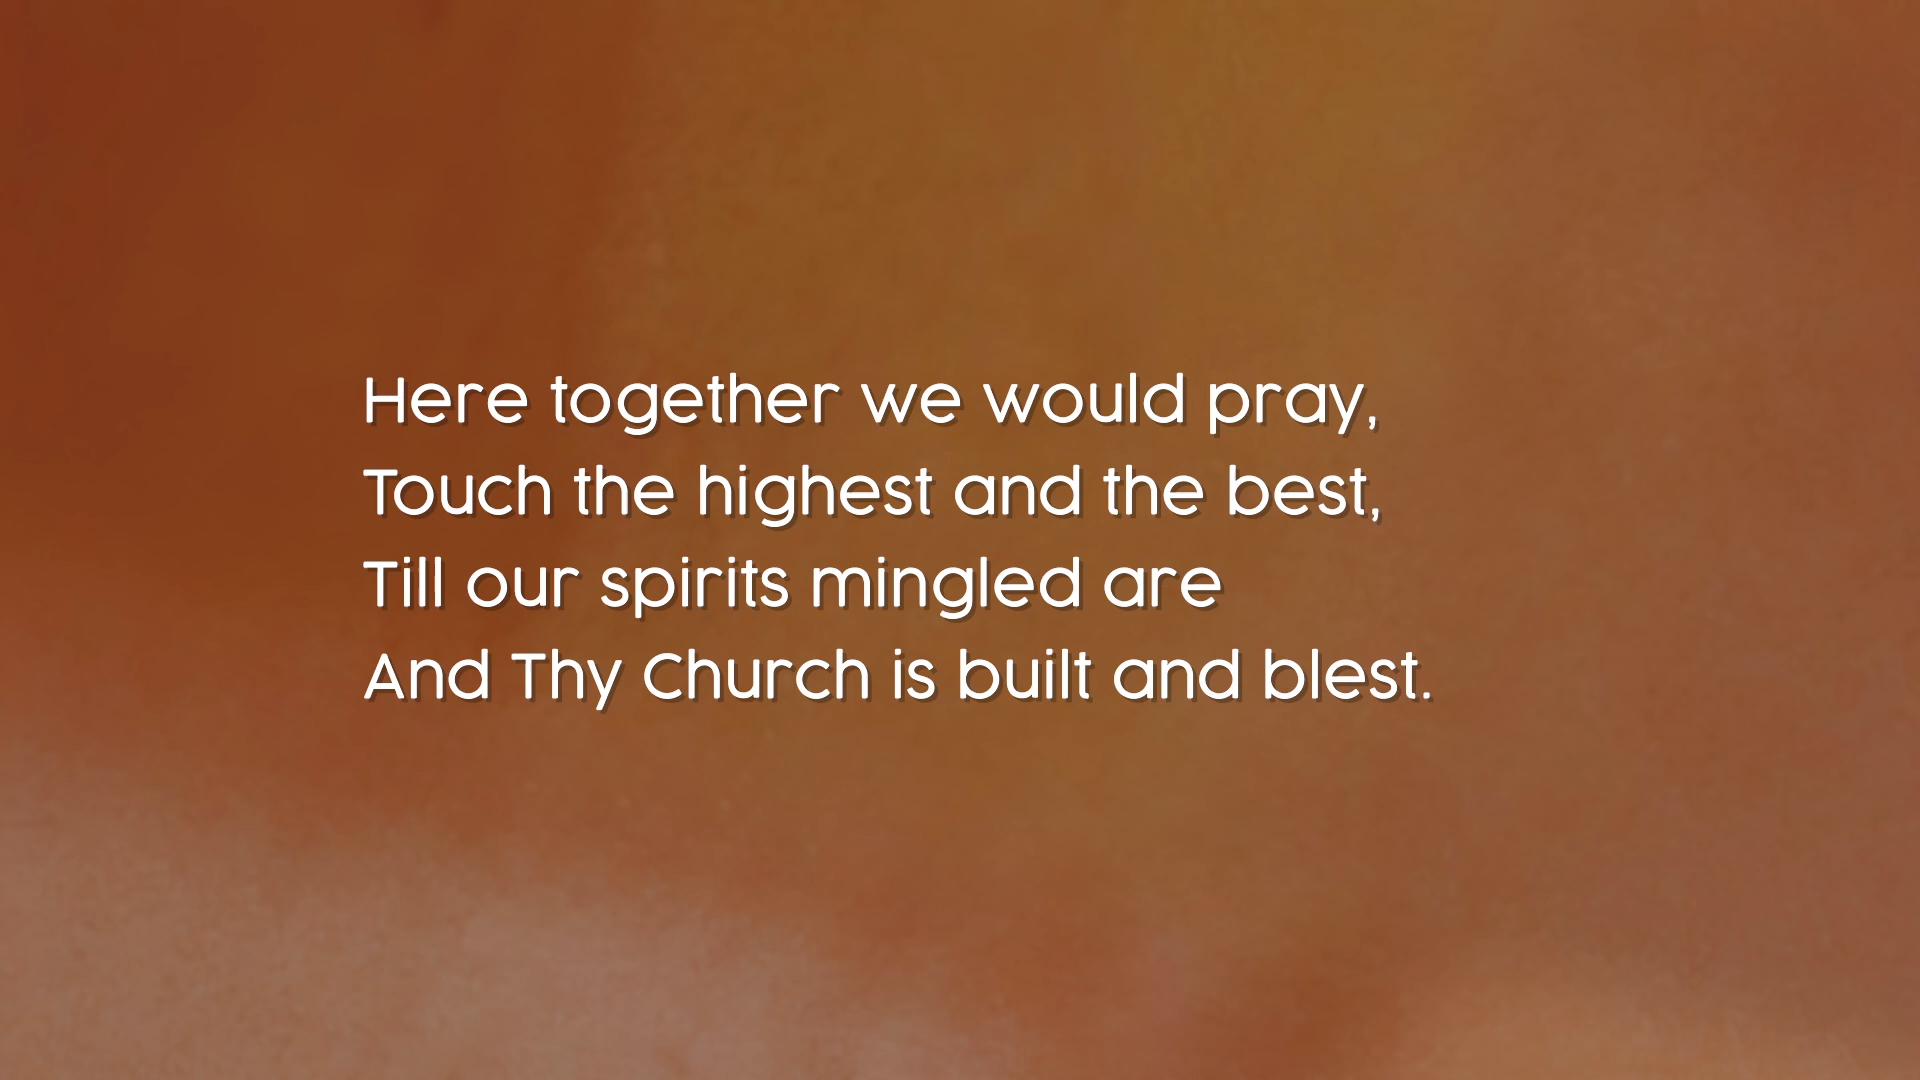 Here together we would pray,
Touch the highest and the best,
Till our spirits mingled are
And Thy Church is built and blest.